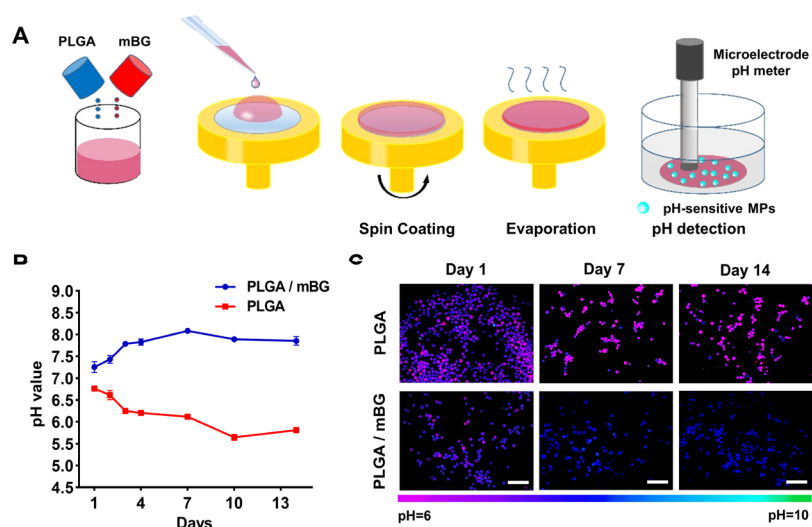 A
PLGA
mBG
Microelectrode
pH meter
pH-sensitive MPs
Spin Coating
Evaporation
pH detection
PLGA / mBG
PLGA
pH value
9.0
8.5
8.0
7.5
7.0
6.5
6.0
5.5
5.0
4.5
1
4
7
10
13
Days
C
Day 1
Day 7
Day 14
PLGA
PLGA / mBG
pH=6
pH=10